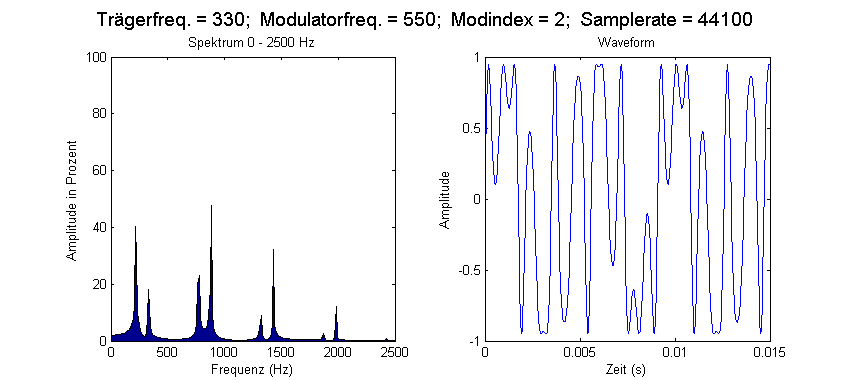 Trägerfreq. = 330;  Modulatorfreq. = 550;  Modindex = 2;  Samplerate = 44100
Spektrum 0 - 2500 Hz
100
80
60
40
20
0
0 500 1000 1500 2000 2500
Amplitude in Prozent
Frequenz (Hz)
Waveform
1
0.5
0
-0.5
-1
0 0.005 0.01 0.015
Amplitude
Zeit (s)